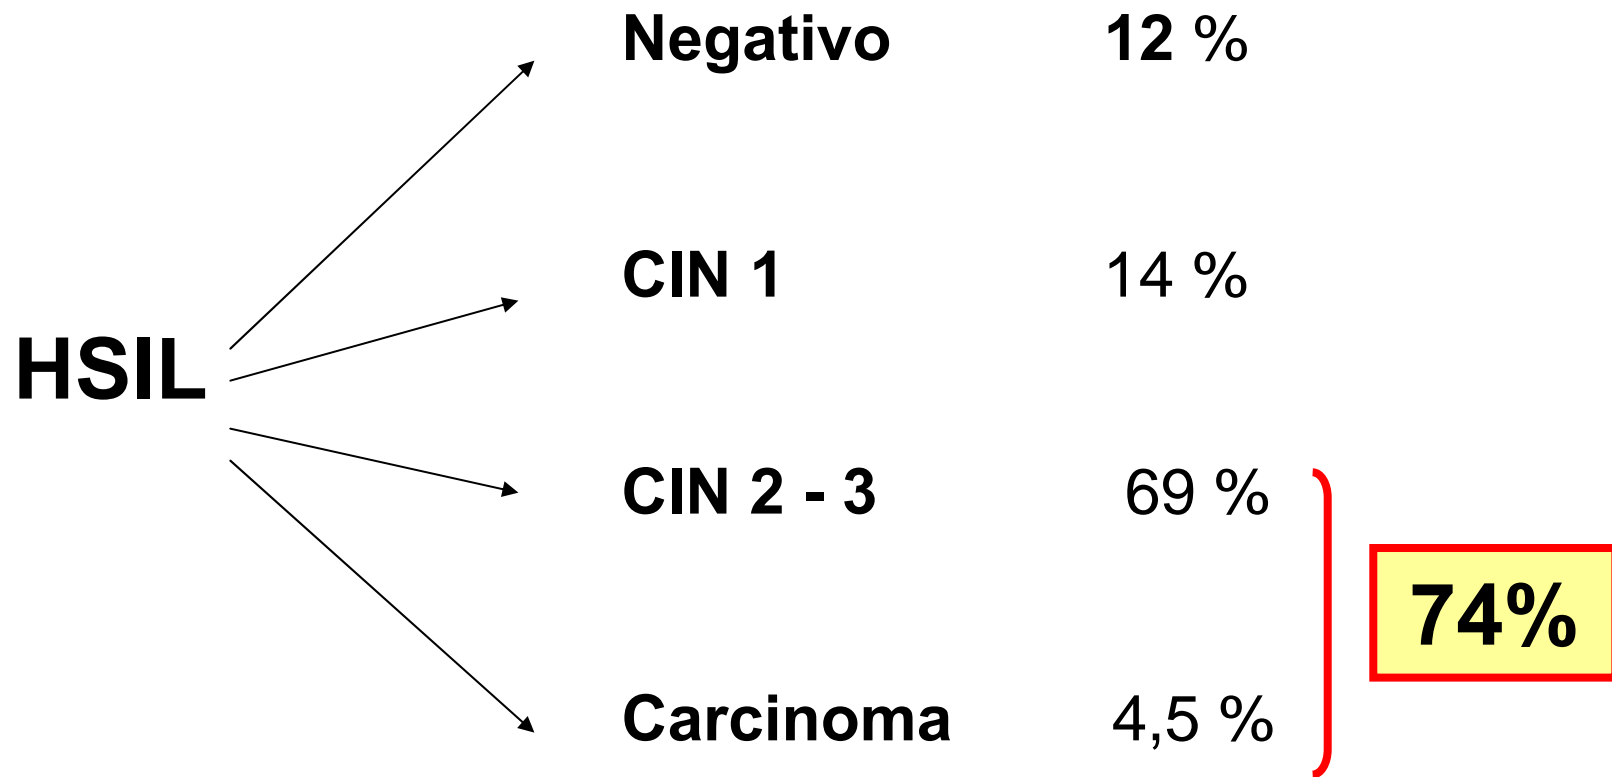 Negativo 12 %
CIN 1 14 %
HSIL
CIN 2 - 3 69 %
74%
Carcinoma 4,5 %